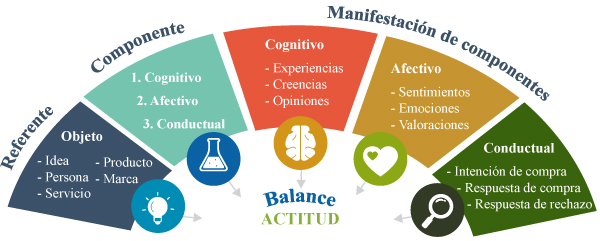 Referente
Componente
Manifestación de componentes
Objeto
- Idea
- Persona
- Servicio
- Producto
- Marca
1. Cognitivo
2. Afectivo
3. Conductual
Cognitivo
- Experiencias
- Creencias
- Opiniones
Afectivo
- Sentimientos
- Emociones
- Valoraciones
Conductual
- Intención de compra
- Respuesta de compra
- Respuesta de rechazo
Balance
ACTITUD